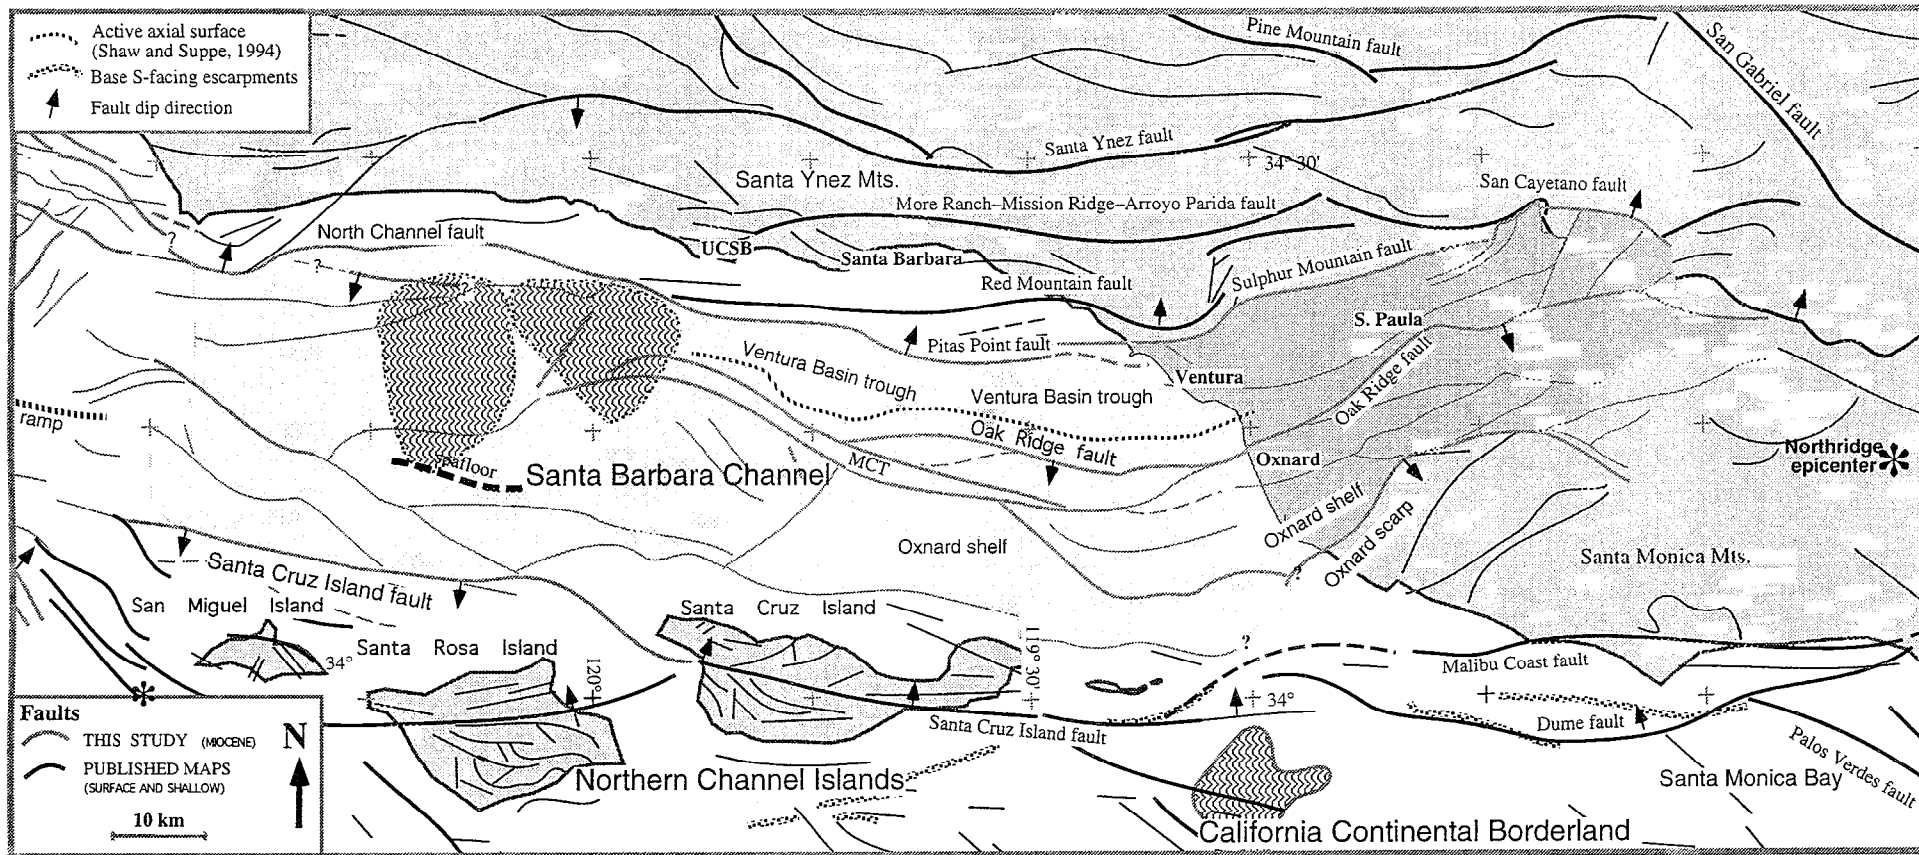 Active axial surface
(Shaw and Suppe, 1994)
Base S-facing escarpments
Fault dip direction
Pine Mountain fault
San Gabriel fault
Santa Ynez fault
34° 30'
Santa Ynez Mts.
San Cayetano fault
More Ranch–Mission Ridge–Arroyo Parida fault
North Channel fault
?
?
?
UCSB
Santa Barbara
Red Mountain fault
Sulphur Mountain fault
S. Paula
Pitas Point fault
Ventura Basin trough
Ventura
Ventura Basin trough
Oak Ridge fault
ramp
Oak Ridge fault
MCT
Oxnard
Northridge
epicenter
Santa Barbara Channel
Oxnard shelf
Oxnard shelf
Oxnard scarp
?
Santa Monica Mts.
Santa Cruz Island fault
San Miguel Island
34°
Santa Rosa Island
120°
Santa Cruz Island
119° 30'
?
Malibu Coast fault
34°
Santa Cruz Island fault
Dume fault
Palos Verdes fault
Northern Channel Islands
Santa Monica Bay
California Continental Borderland
Faults
THIS STUDY (MIOCENE)
PUBLISHED MAPS
(SURFACE AND SHALLOW)
10 km
N